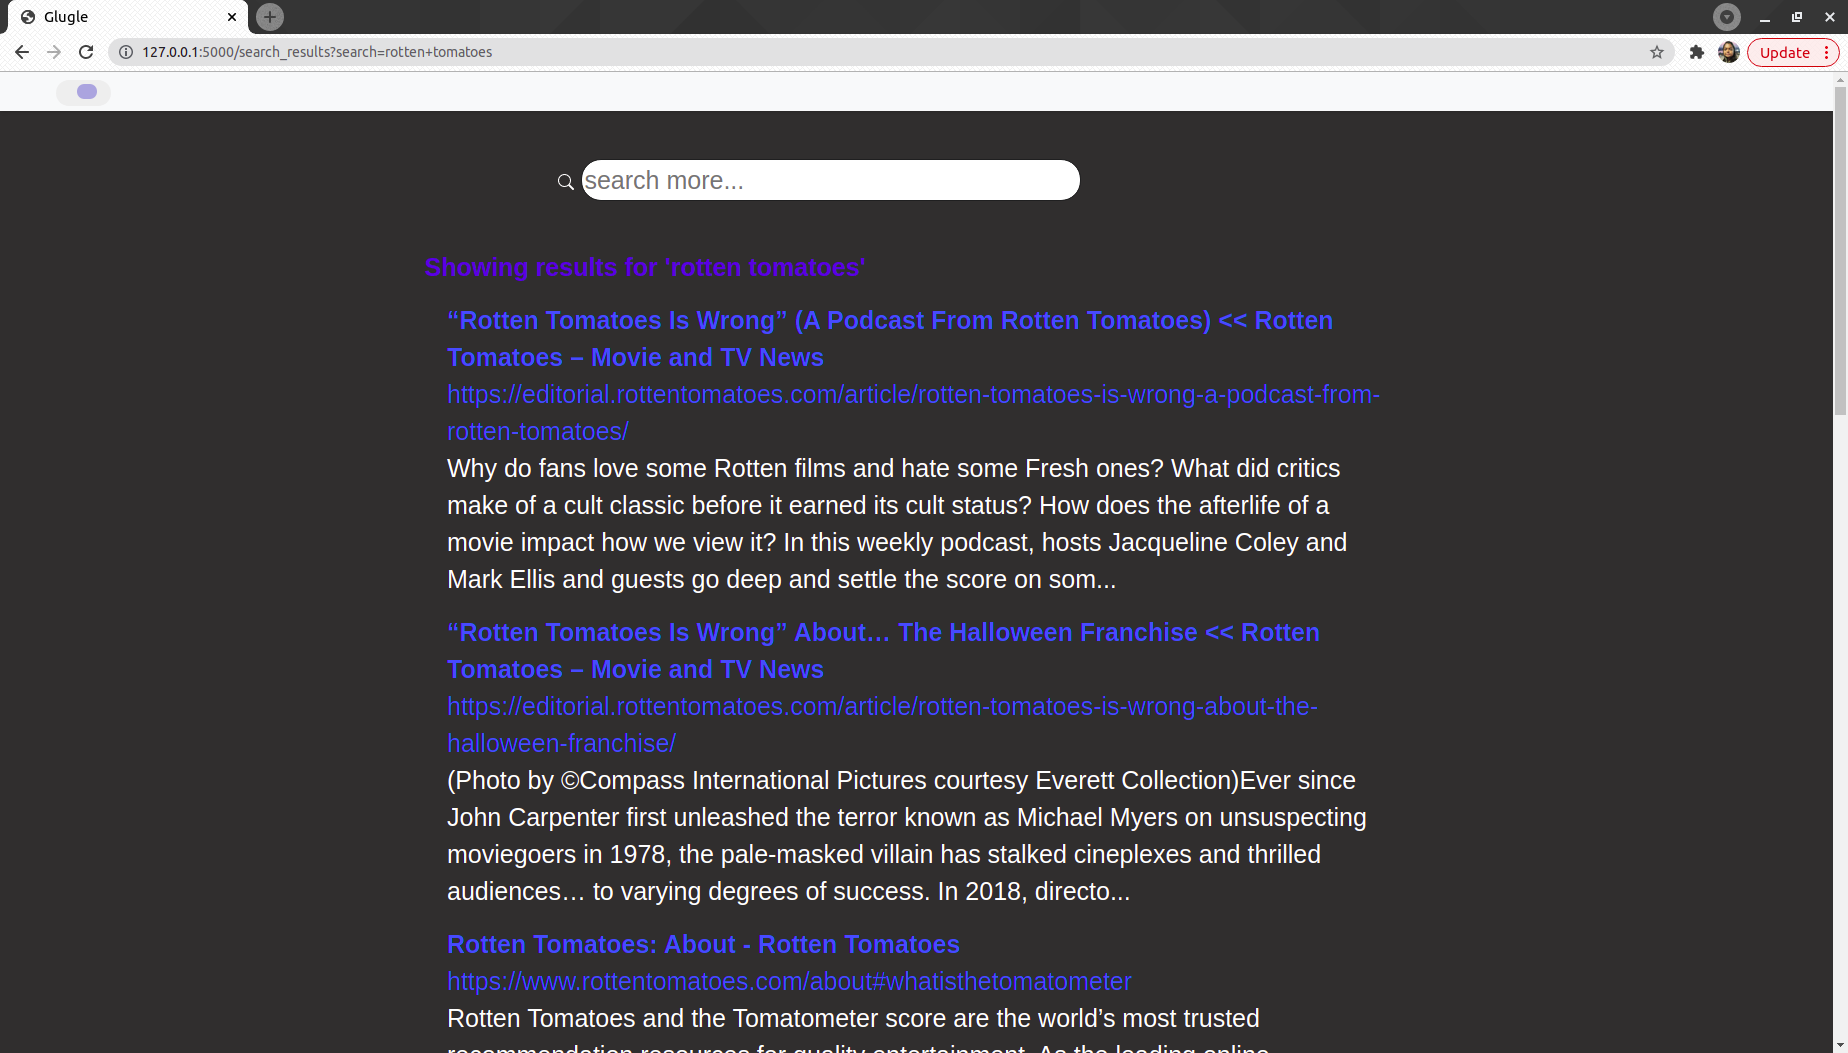 Glugle
127.0.0.1:5000/search_results?search=rotten+tomatoes
Update
search more...
Showing results for 'rotten tomatoes'
“Rotten Tomatoes Is Wrong” (A Podcast From Rotten Tomatoes) << Rotten
Tomatoes – Movie and TV News
https://editorial.rottentomatoes.com/article/rotten-tomatoes-is-wrong-a-podcast-from-
rotten-tomatoes/
Why do fans love some Rotten films and hate some Fresh ones? What did critics
make of a cult classic before it earned its cult status? How does the afterlife of a
movie impact how we view it? In this weekly podcast, hosts Jacqueline Coley and
Mark Ellis and guests go deep and settle the score on som...
“Rotten Tomatoes Is Wrong” About… The Halloween Franchise << Rotten
Tomatoes – Movie and TV News
https://editorial.rottentomatoes.com/article/rotten-tomatoes-is-wrong-about-the-
halloween-franchise/
(Photo by ©Compass International Pictures courtesy Everett Collection)Ever since
John Carpenter first unleashed the terror known as Michael Myers on unsuspecting
moviegoers in 1978, the pale-masked villain has stalked cineplexes and thrilled
audiences… to varying degrees of success. In 2018, directo...
Rotten Tomatoes: About - Rotten Tomatoes
https://www.rottentomatoes.com/about#whatisthetomatometer
Rotten Tomatoes and the Tomatometer score are the world’s most trusted
recommendation resources for quality entertainment. As the leading online